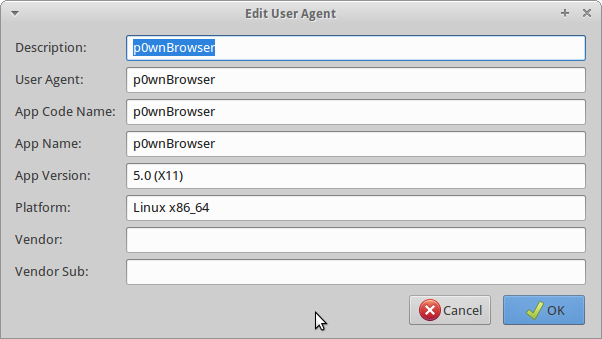 Edit User Agent
Description: p0wnBrowser
User Agent: p0wnBrowser
App Code Name: p0wnBrowser
App Name: p0wnBrowser
App Version: 5.0 (X11)
Platform: Linux x86_64
Vendor:
Vendor Sub:
Cancel OK